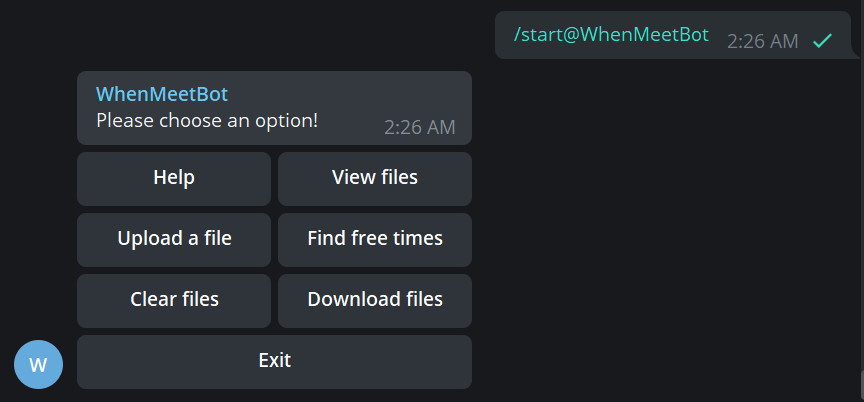 /start@WhenMeetBot 2:26 AM
WhenMeetBot
Please choose an option!
2:26 AM
Help
View files
Upload a file
Find free times
Clear files
Download files
Exit
W